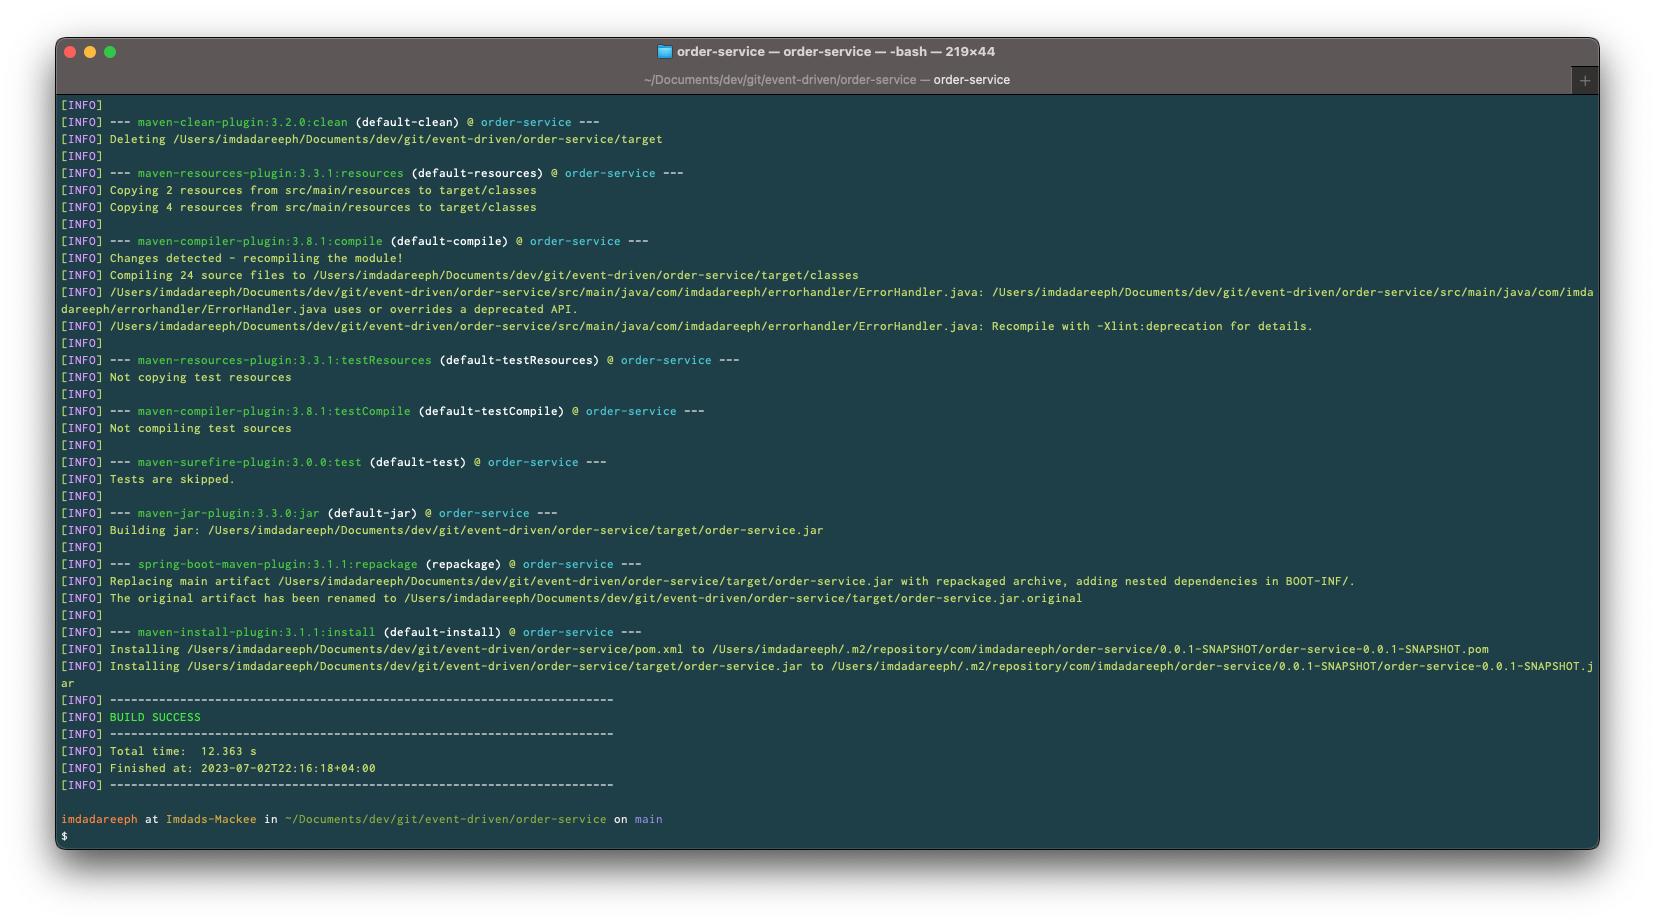 order-service — order-service — -bash — 219×44
~/Documents/dev/git/event-driven/order-service — order-service +
[INFO]
[INFO] --- maven-clean-plugin:3.2.0:clean (default-clean) @ order-service ---
[INFO] Deleting /Users/imdadareeph/Documents/dev/git/event-driven/order-service/target
[INFO]
[INFO] --- maven-resources-plugin:3.3.1:resources (default-resources) @ order-service ---
[INFO] Copying 2 resources from src/main/resources to target/classes
[INFO] Copying 4 resources from src/main/resources to target/classes
[INFO]
[INFO] --- maven-compiler-plugin:3.8.1:compile (default-compile) @ order-service ---
[INFO] Changes detected - recompiling the module!
[INFO] Compiling 24 source files to /Users/imdadareeph/Documents/dev/git/event-driven/order-service/target/classes
[INFO] /Users/imdadareeph/Documents/dev/git/event-driven/order-service/src/main/java/com/imdadareeph/errorhandler/ErrorHandler.java: /Users/imdadareeph/Documents/dev/git/event-driven/order-service/src/main/java/com/imda
dareeph/errorhandler/ErrorHandler.java uses or overrides a deprecated API.
[INFO] /Users/imdadareeph/Documents/dev/git/event-driven/order-service/src/main/java/com/imdadareeph/errorhandler/ErrorHandler.java: Recompile with -Xlint:deprecation for details.
[INFO]
[INFO] --- maven-resources-plugin:3.3.1:testResources (default-testResources) @ order-service ---
[INFO] Not copying test resources
[INFO]
[INFO] --- maven-compiler-plugin:3.8.1:testCompile (default-testCompile) @ order-service ---
[INFO] Not compiling test sources
[INFO]
[INFO] --- maven-surefire-plugin:3.0.0:test (default-test) @ order-service ---
[INFO] Tests are skipped.
[INFO]
[INFO] --- maven-jar-plugin:3.3.0:jar (default-jar) @ order-service ---
[INFO] Building jar: /Users/imdadareeph/Documents/dev/git/event-driven/order-service/target/order-service.jar
[INFO]
[INFO] --- spring-boot-maven-plugin:3.1.1:repackage (repackage) @ order-service ---
[INFO] Replacing main artifact /Users/imdadareeph/Documents/dev/git/event-driven/order-service/target/order-service.jar with repackaged archive, adding nested dependencies in BOOT-INF/.
[INFO] The original artifact has been renamed to /Users/imdadareeph/Documents/dev/git/event-driven/order-service/target/order-service.jar.original
[INFO]
[INFO] --- maven-install-plugin:3.1.1:install (default-install) @ order-service ---
[INFO] Installing /Users/imdadareeph/Documents/dev/git/event-driven/order-service/pom.xml to /Users/imdadareeph/.m2/repository/com/imdadareeph/order-service/0.0.1-SNAPSHOT/order-service-0.0.1-SNAPSHOT.pom
[INFO] Installing /Users/imdadareeph/Documents/dev/git/event-driven/order-service/target/order-service.jar to /Users/imdadareeph/.m2/repository/com/imdadareeph/order-service/0.0.1-SNAPSHOT/order-service-0.0.1-SNAPSHOT.j
ar
[INFO] ------------------------------------------------------------------------
[INFO] BUILD SUCCESS
[INFO] ------------------------------------------------------------------------
[INFO] Total time:  12.363 s
[INFO] Finished at: 2023-07-02T22:16:18+04:00
[INFO] ------------------------------------------------------------------------
imdadareeph at Imdads-Mackee in ~/Documents/dev/git/event-driven/order-service on main
$